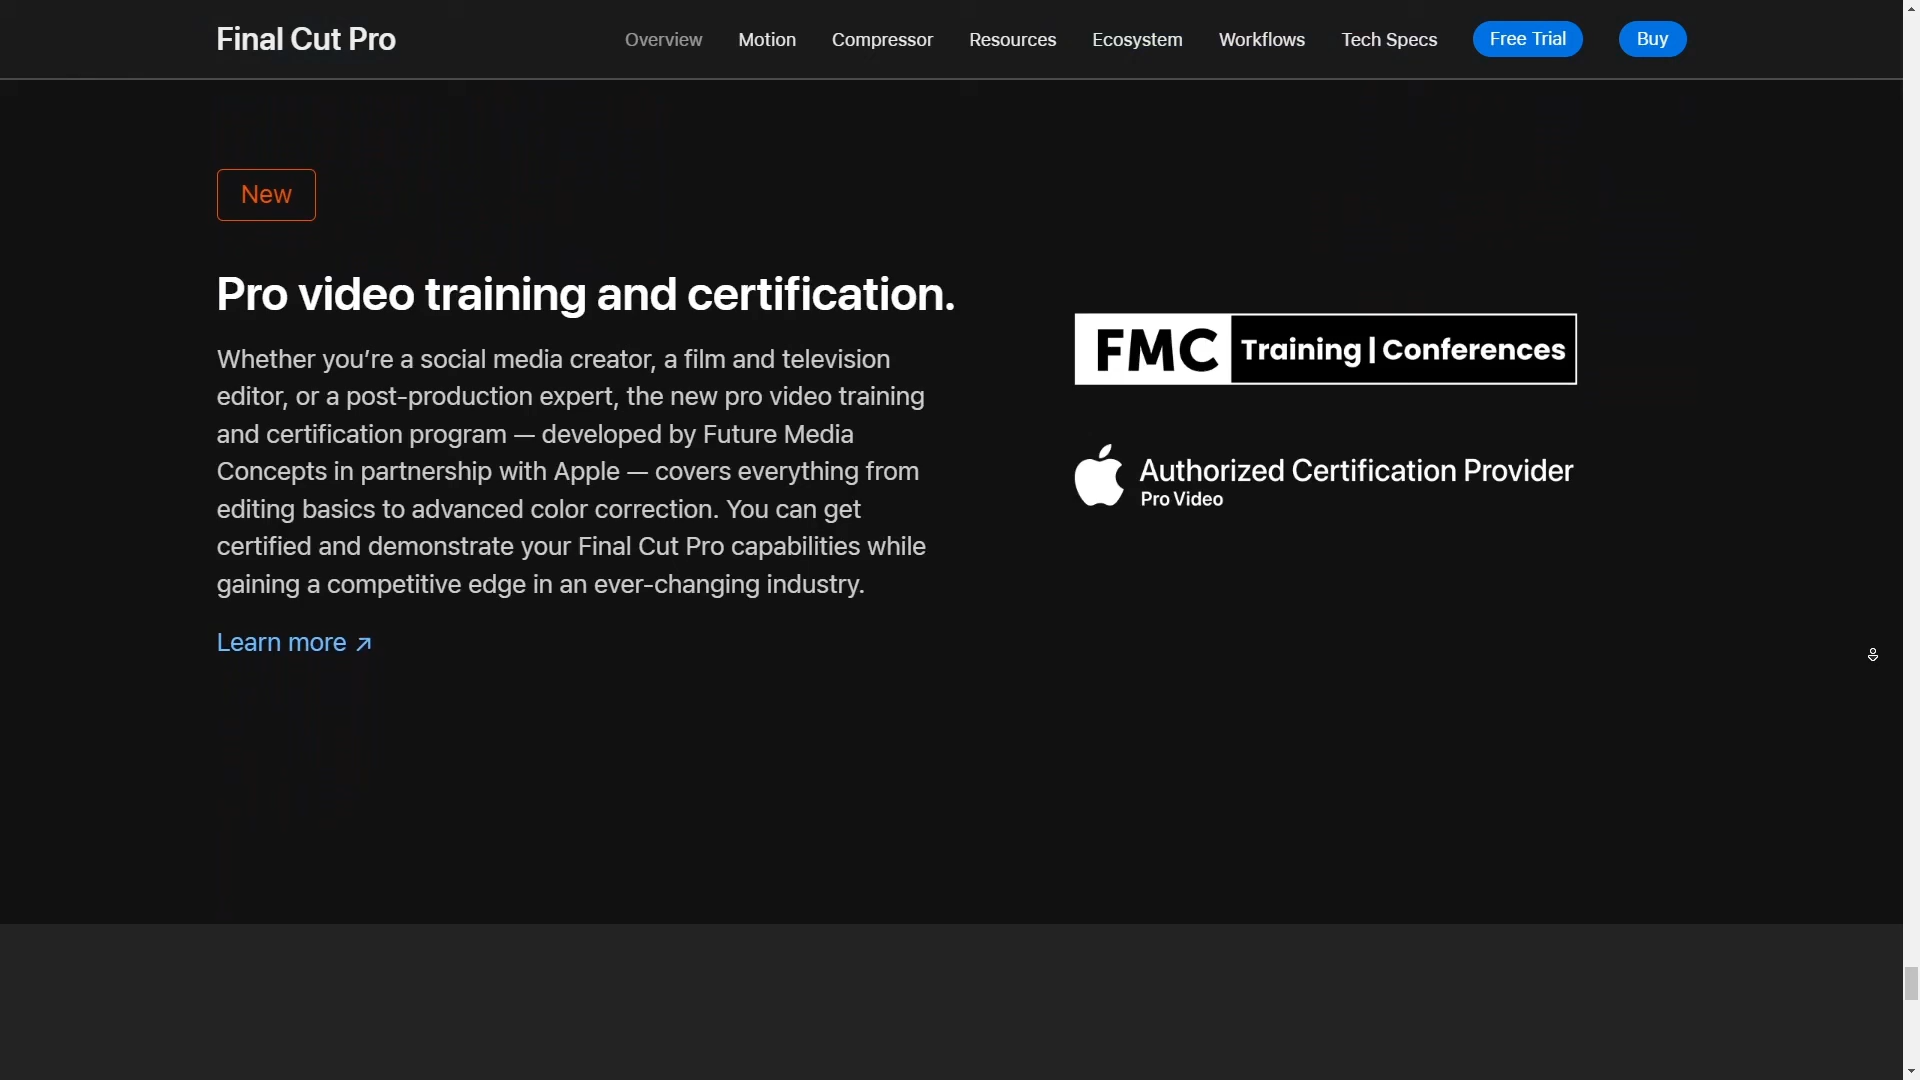 Final Cut Pro
Overview Motion Compressor Resources Ecosystem Workflows Tech Specs Free Trial Buy
New
Pro video training and certification.
Whether you’re a social media creator, a film and television
editor, or a post-production expert, the new pro video training
and certification program — developed by Future Media
Concepts in partnership with Apple — covers everything from
editing basics to advanced color correction. You can get
certified and demonstrate your Final Cut Pro capabilities while
gaining a competitive edge in an ever-changing industry.
Learn more ↗
FMC Training | Conferences
Authorized Certification Provider
Pro Video